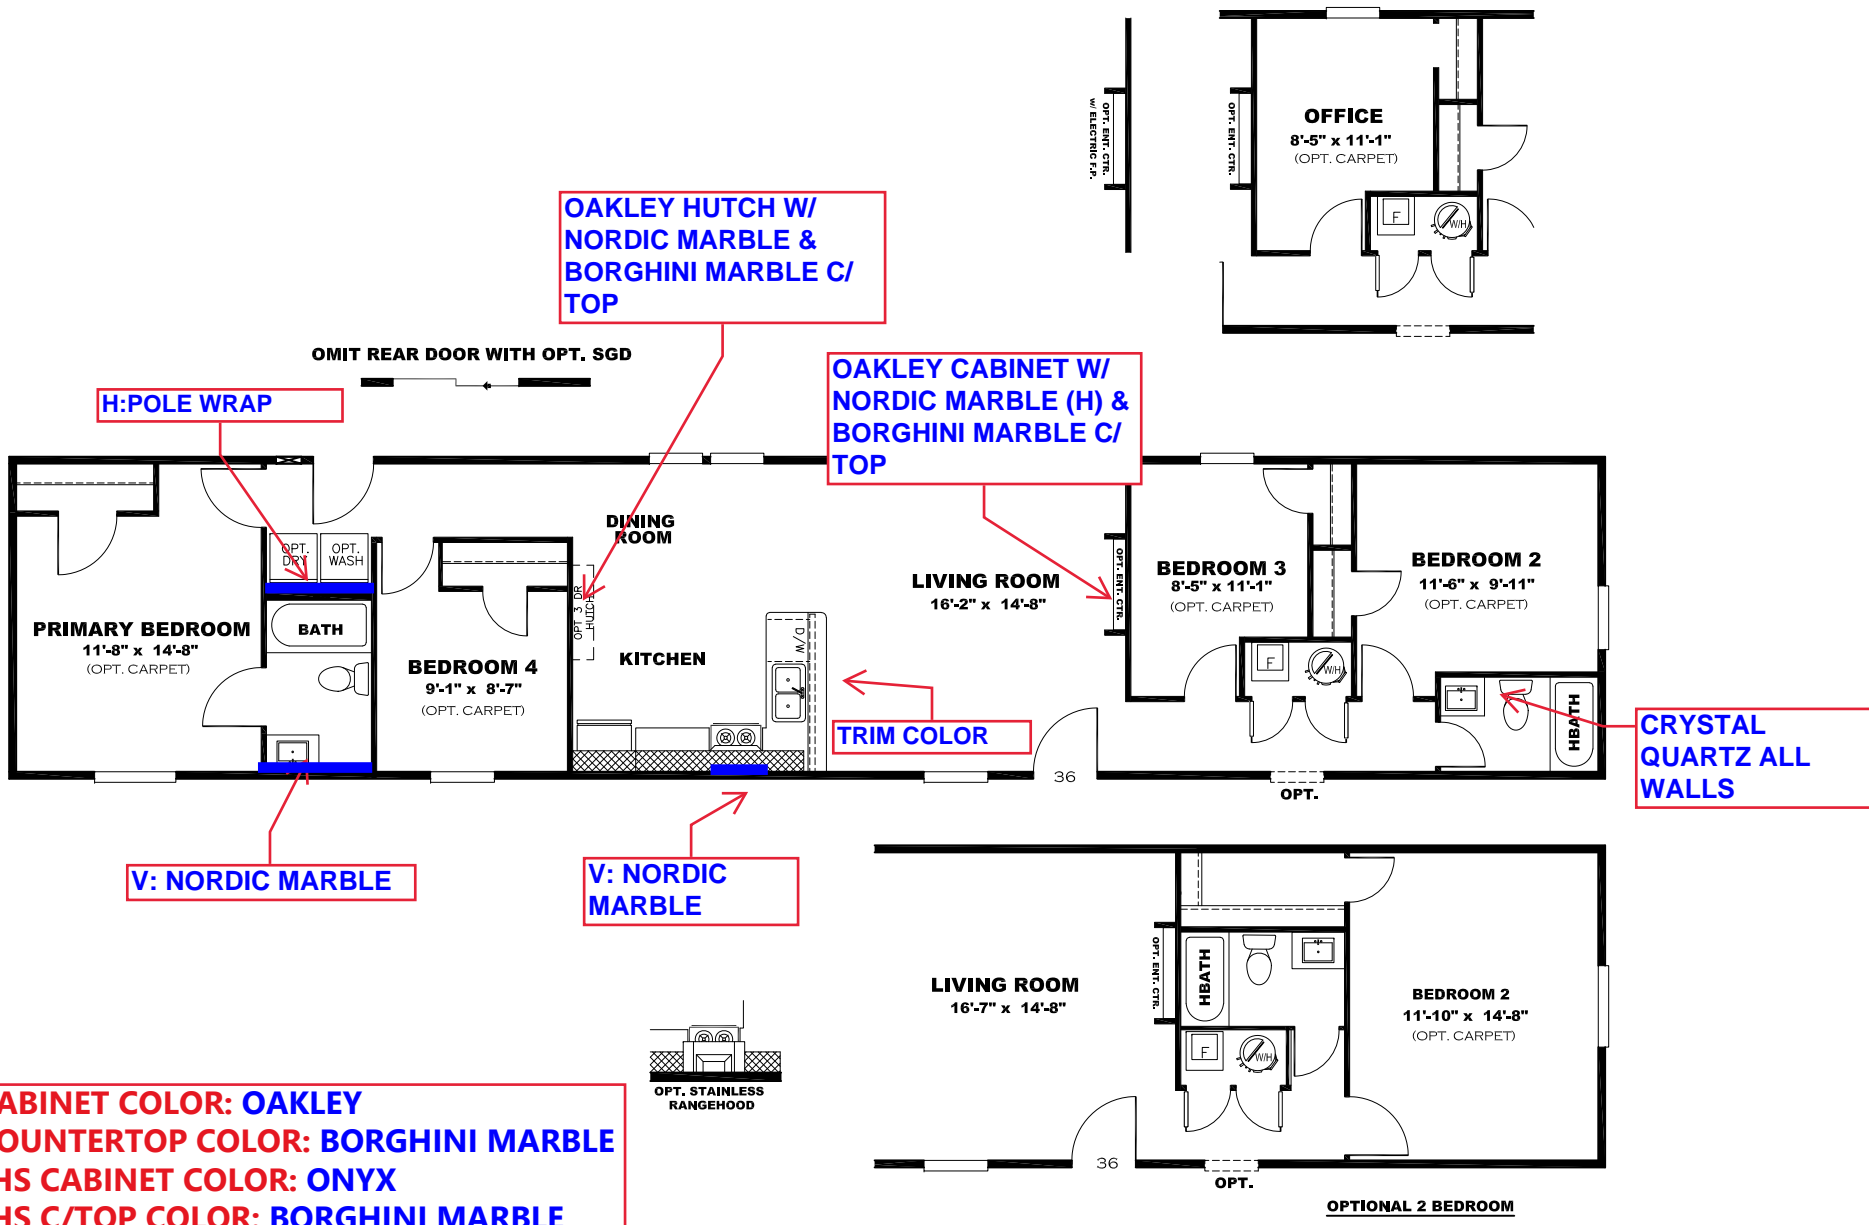 OFFICE
8'-5" x 11'-1"
(OPT. CARPET)
OPT. ENT. CTR.
W/ ELECTRIC F.P.
OPT. ENT. CTR.
F
W/H
OAKLEY HUTCH W/
NORDIC MARBLE &
BORGHINI MARBLE C/
TOP
OMIT REAR DOOR WITH OPT. SGD
H:POLE WRAP
OAKLEY CABINET W/
NORDIC MARBLE (H) &
BORGHINI MARBLE C/
TOP
OPT.
DRY
OPT.
WASH
DINING
ROOM
OPT 3 DR
HUTCH
LIVING ROOM
16'-2" x 14'-8"
OPT. ENT. CTR.
BEDROOM 3
8'-5" x 11'-1"
(OPT. CARPET)
BEDROOM 2
11'-6" x 9'-11"
(OPT. CARPET)
PRIMARY BEDROOM
11'-8" x 14'-8"
(OPT. CARPET)
BATH
BEDROOM 4
9'-1" x 8'-7"
(OPT. CARPET)
KITCHEN
D/W
F
W/H
HBATH
TRIM COLOR
CRYSTAL
QUARTZ ALL
WALLS
36
OPT.
V: NORDIC MARBLE
V: NORDIC
MARBLE
LIVING ROOM
16'-7" x 14'-8"
OPT. ENT. CTR.
HBATH
F
W/H
BEDROOM 2
11'-10" x 14'-8"
(OPT. CARPET)
OPT. STAINLESS
RANGEHOOD
36
OPT.
OPTIONAL 2 BEDROOM
ABINET COLOR: OAKLEY
OUNTERTOP COLOR: BORGHINI MARBLE
HS CABINET COLOR: ONYX
HS C/TOP COLOR: BORGHINI MARBLE